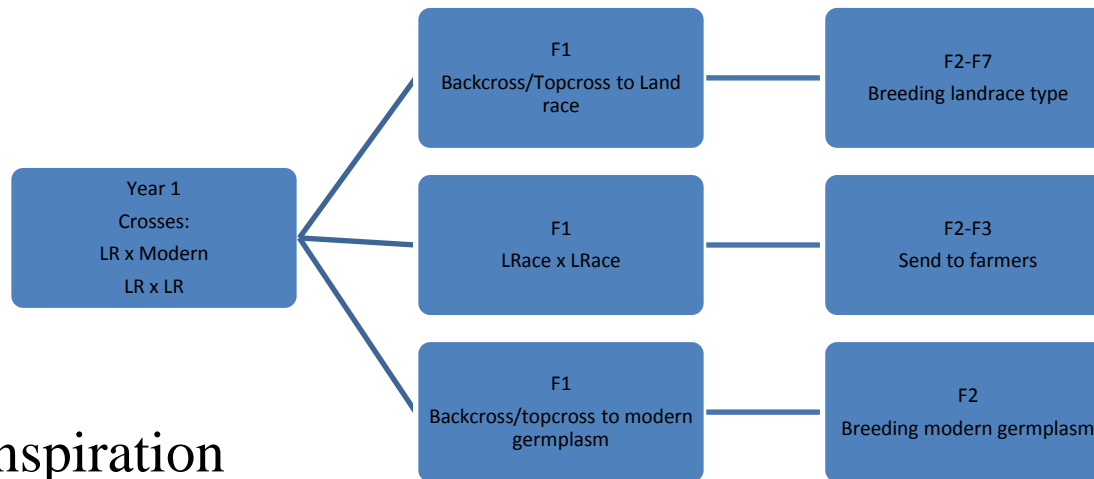 Year 1
Crosses:
LR x Modern
LR x LR
F1
Backcross/Topcross to Land
race
F2-F7
Breeding landrace type
F1
LRace x LRace
F2-F3
Send to farmers
F1
Backcross/topcross to modern
germplasm
F2
Breeding modern germplasm
nspiration